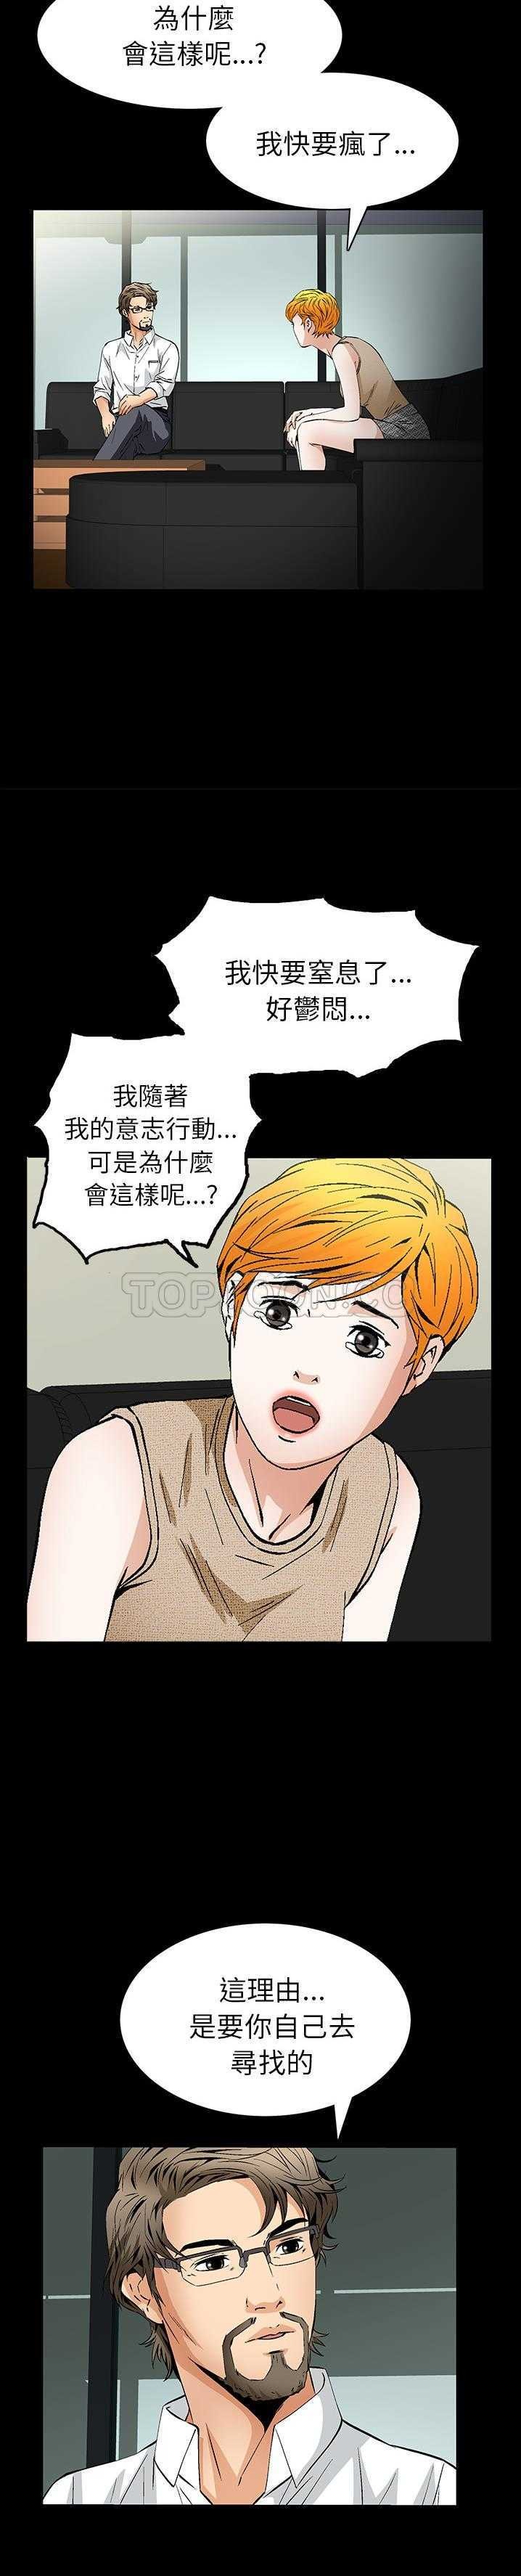 為什麼
會這樣呢...?
我快要瘋了...
我快要窒息了...
好鬱悶...
我隨著
我的意志行動...
可是為什麼
會這樣呢...?
TOPTOON.CO
這理由...
是要你自己去
尋找的